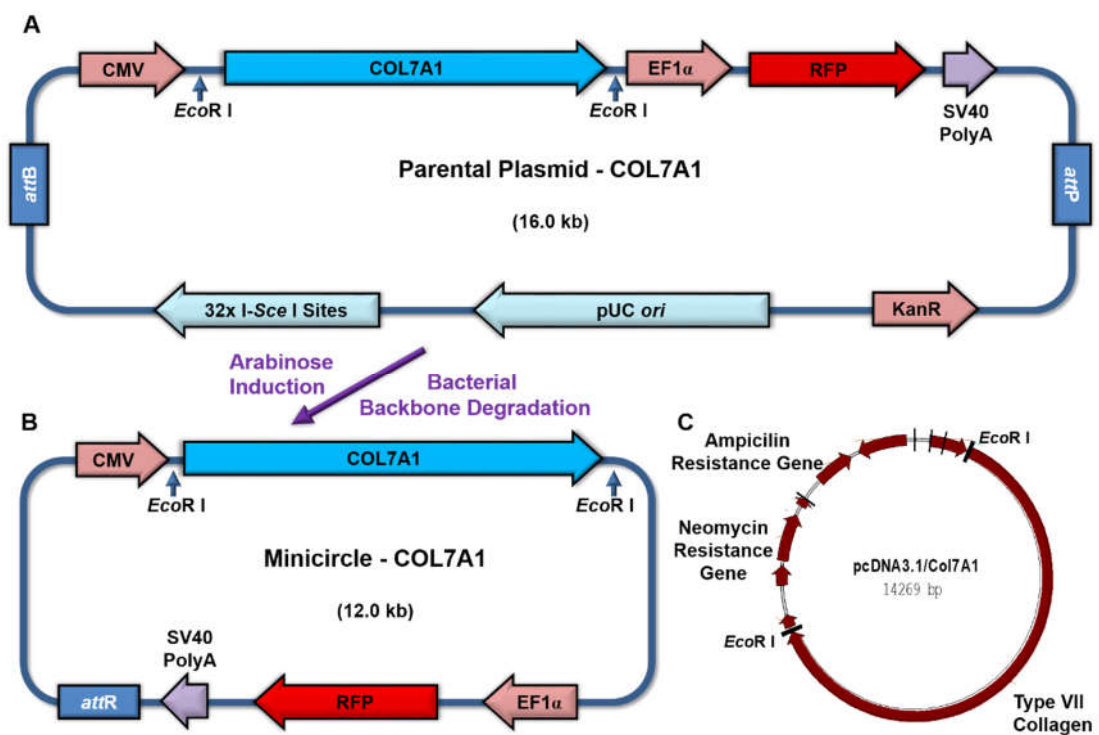 A
CMV
COL7A1
EF1α
RFP
EcoR I
EcoR I
SV40
PolyA
attB
attP
Parental Plasmid - COL7A1
(16.0 kb)
32x I-Sce I Sites
pUC ori
KanR
Arabinose
Induction
Bacterial
Backbone Degradation
B
CMV
COL7A1
EcoR I
EcoR I
Minicircle - COL7A1
(12.0 kb)
SV40
PolyA
attR
RFP
EF1α
C
Ampicilin
Resistance Gene
EcoR I
Neomycin
Resistance
Gene
pcDNA3.1/Col7A1
14269 bp
EcoR I
Type VII
Collagen